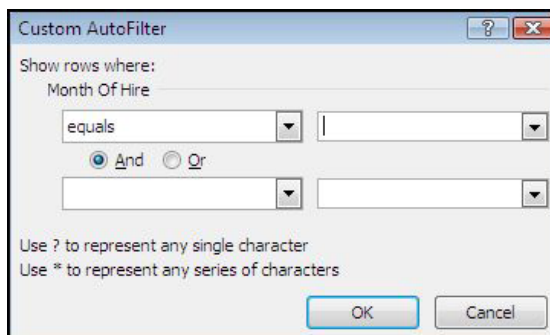 Custom AutoFilter
?
Show rows where:
Month Of Hire
equals
And Or
Use ? to represent any single character
Use * to represent any series of characters
OK Cancel